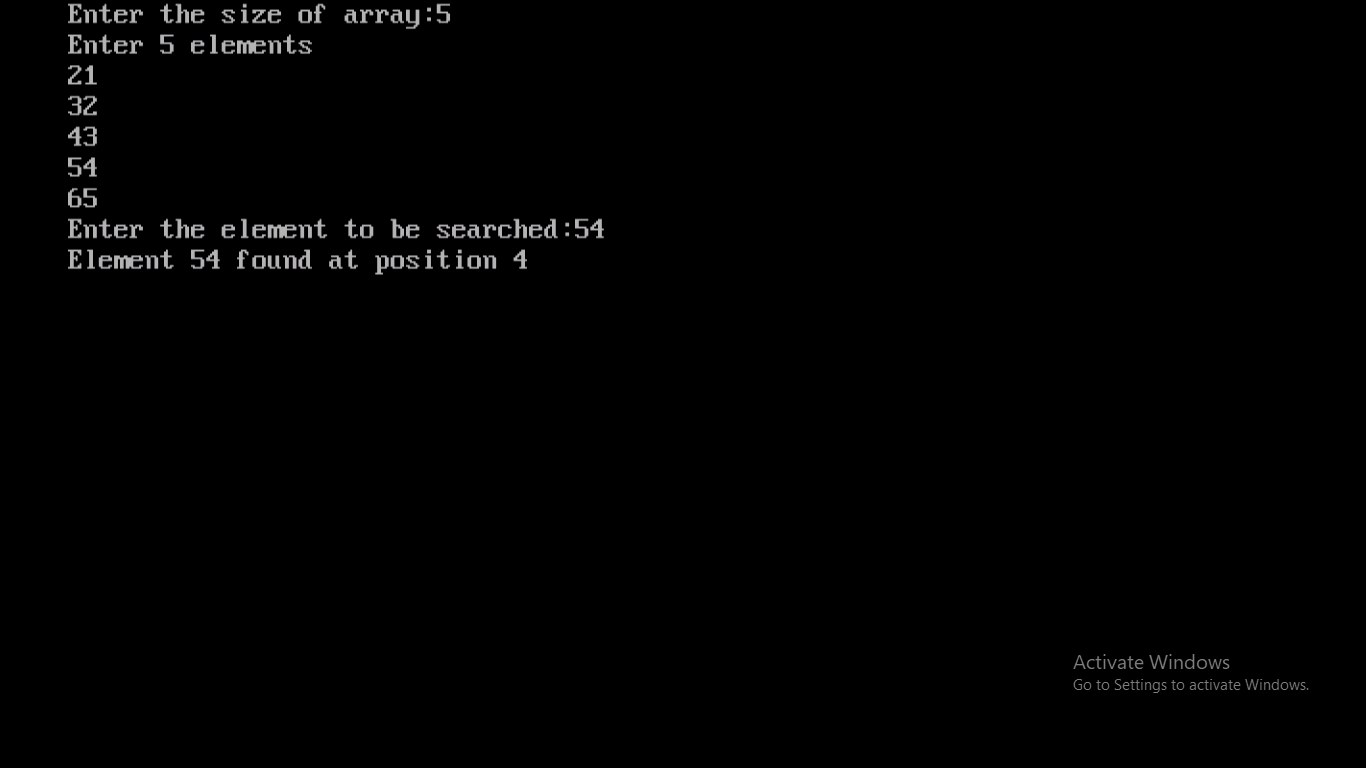 Enter the size of array:5
Enter 5 elements
21
32
43
54
65
Enter the element to be searched:54
Element 54 found at position 4
Activate Windows
Go to Settings to activate Windows.